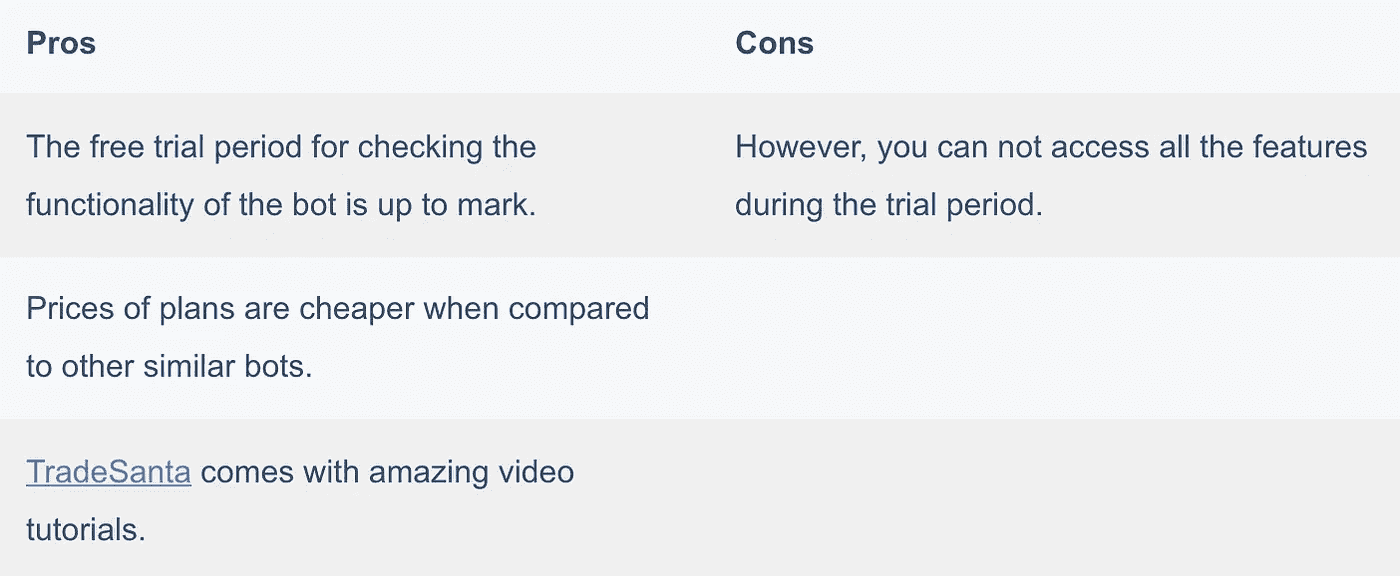 Pros
Cons
The free trial period for checking the
functionality of the bot is up to mark.
However, you can not access all the features
during the trial period.
Prices of plans are cheaper when compared
to other similar bots.
TradeSanta comes with amazing video
tutorials.